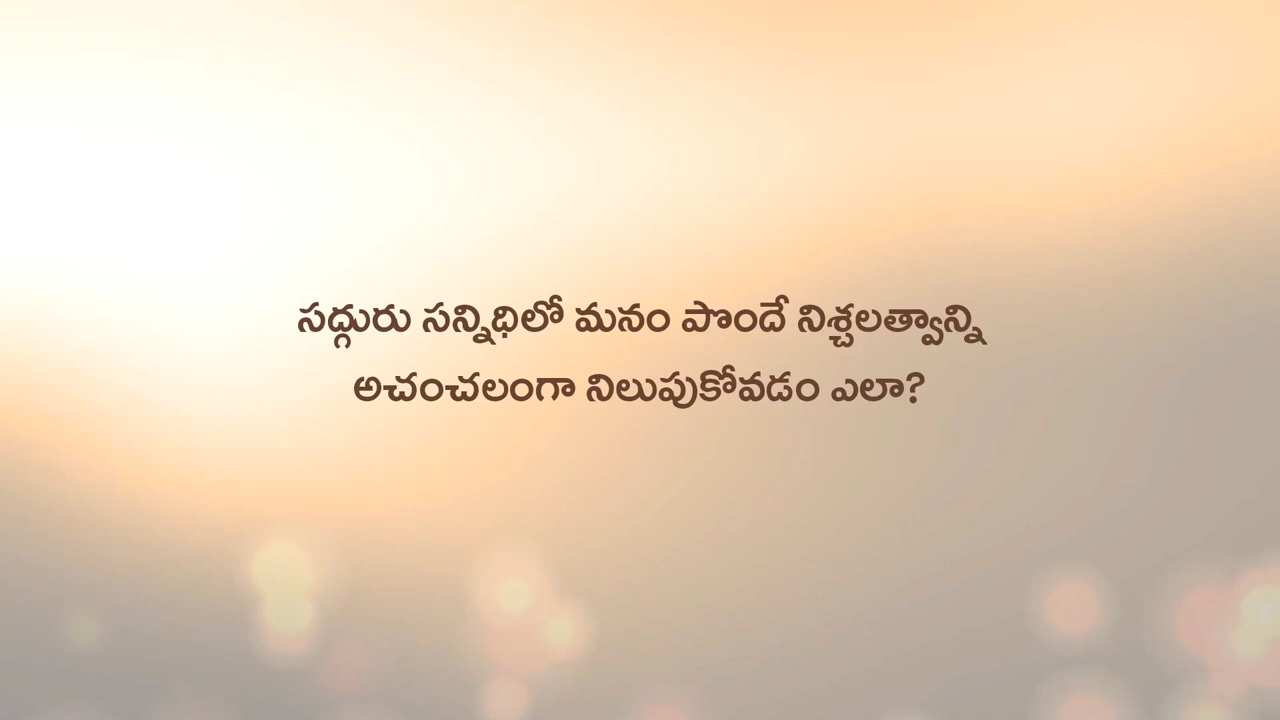 సద్గురు సన్నిధిలో మనం పొందే నిశ్చలత్వాన్ని
అచంచలంగా నిలుపుకోవడం ఎలా?